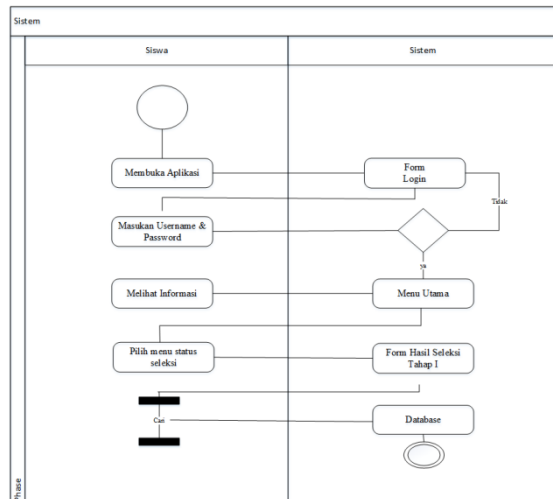 Sistem
Siswa
Sistem
Membuka Aplikasi
Form
Login
Tidak
Masukan Username &
Password
ya
Melihat Informasi
Menu Utama
Pilih menu status
seleksi
Form Hasil Seleksi
Tahap I
Cari
Database
Phase